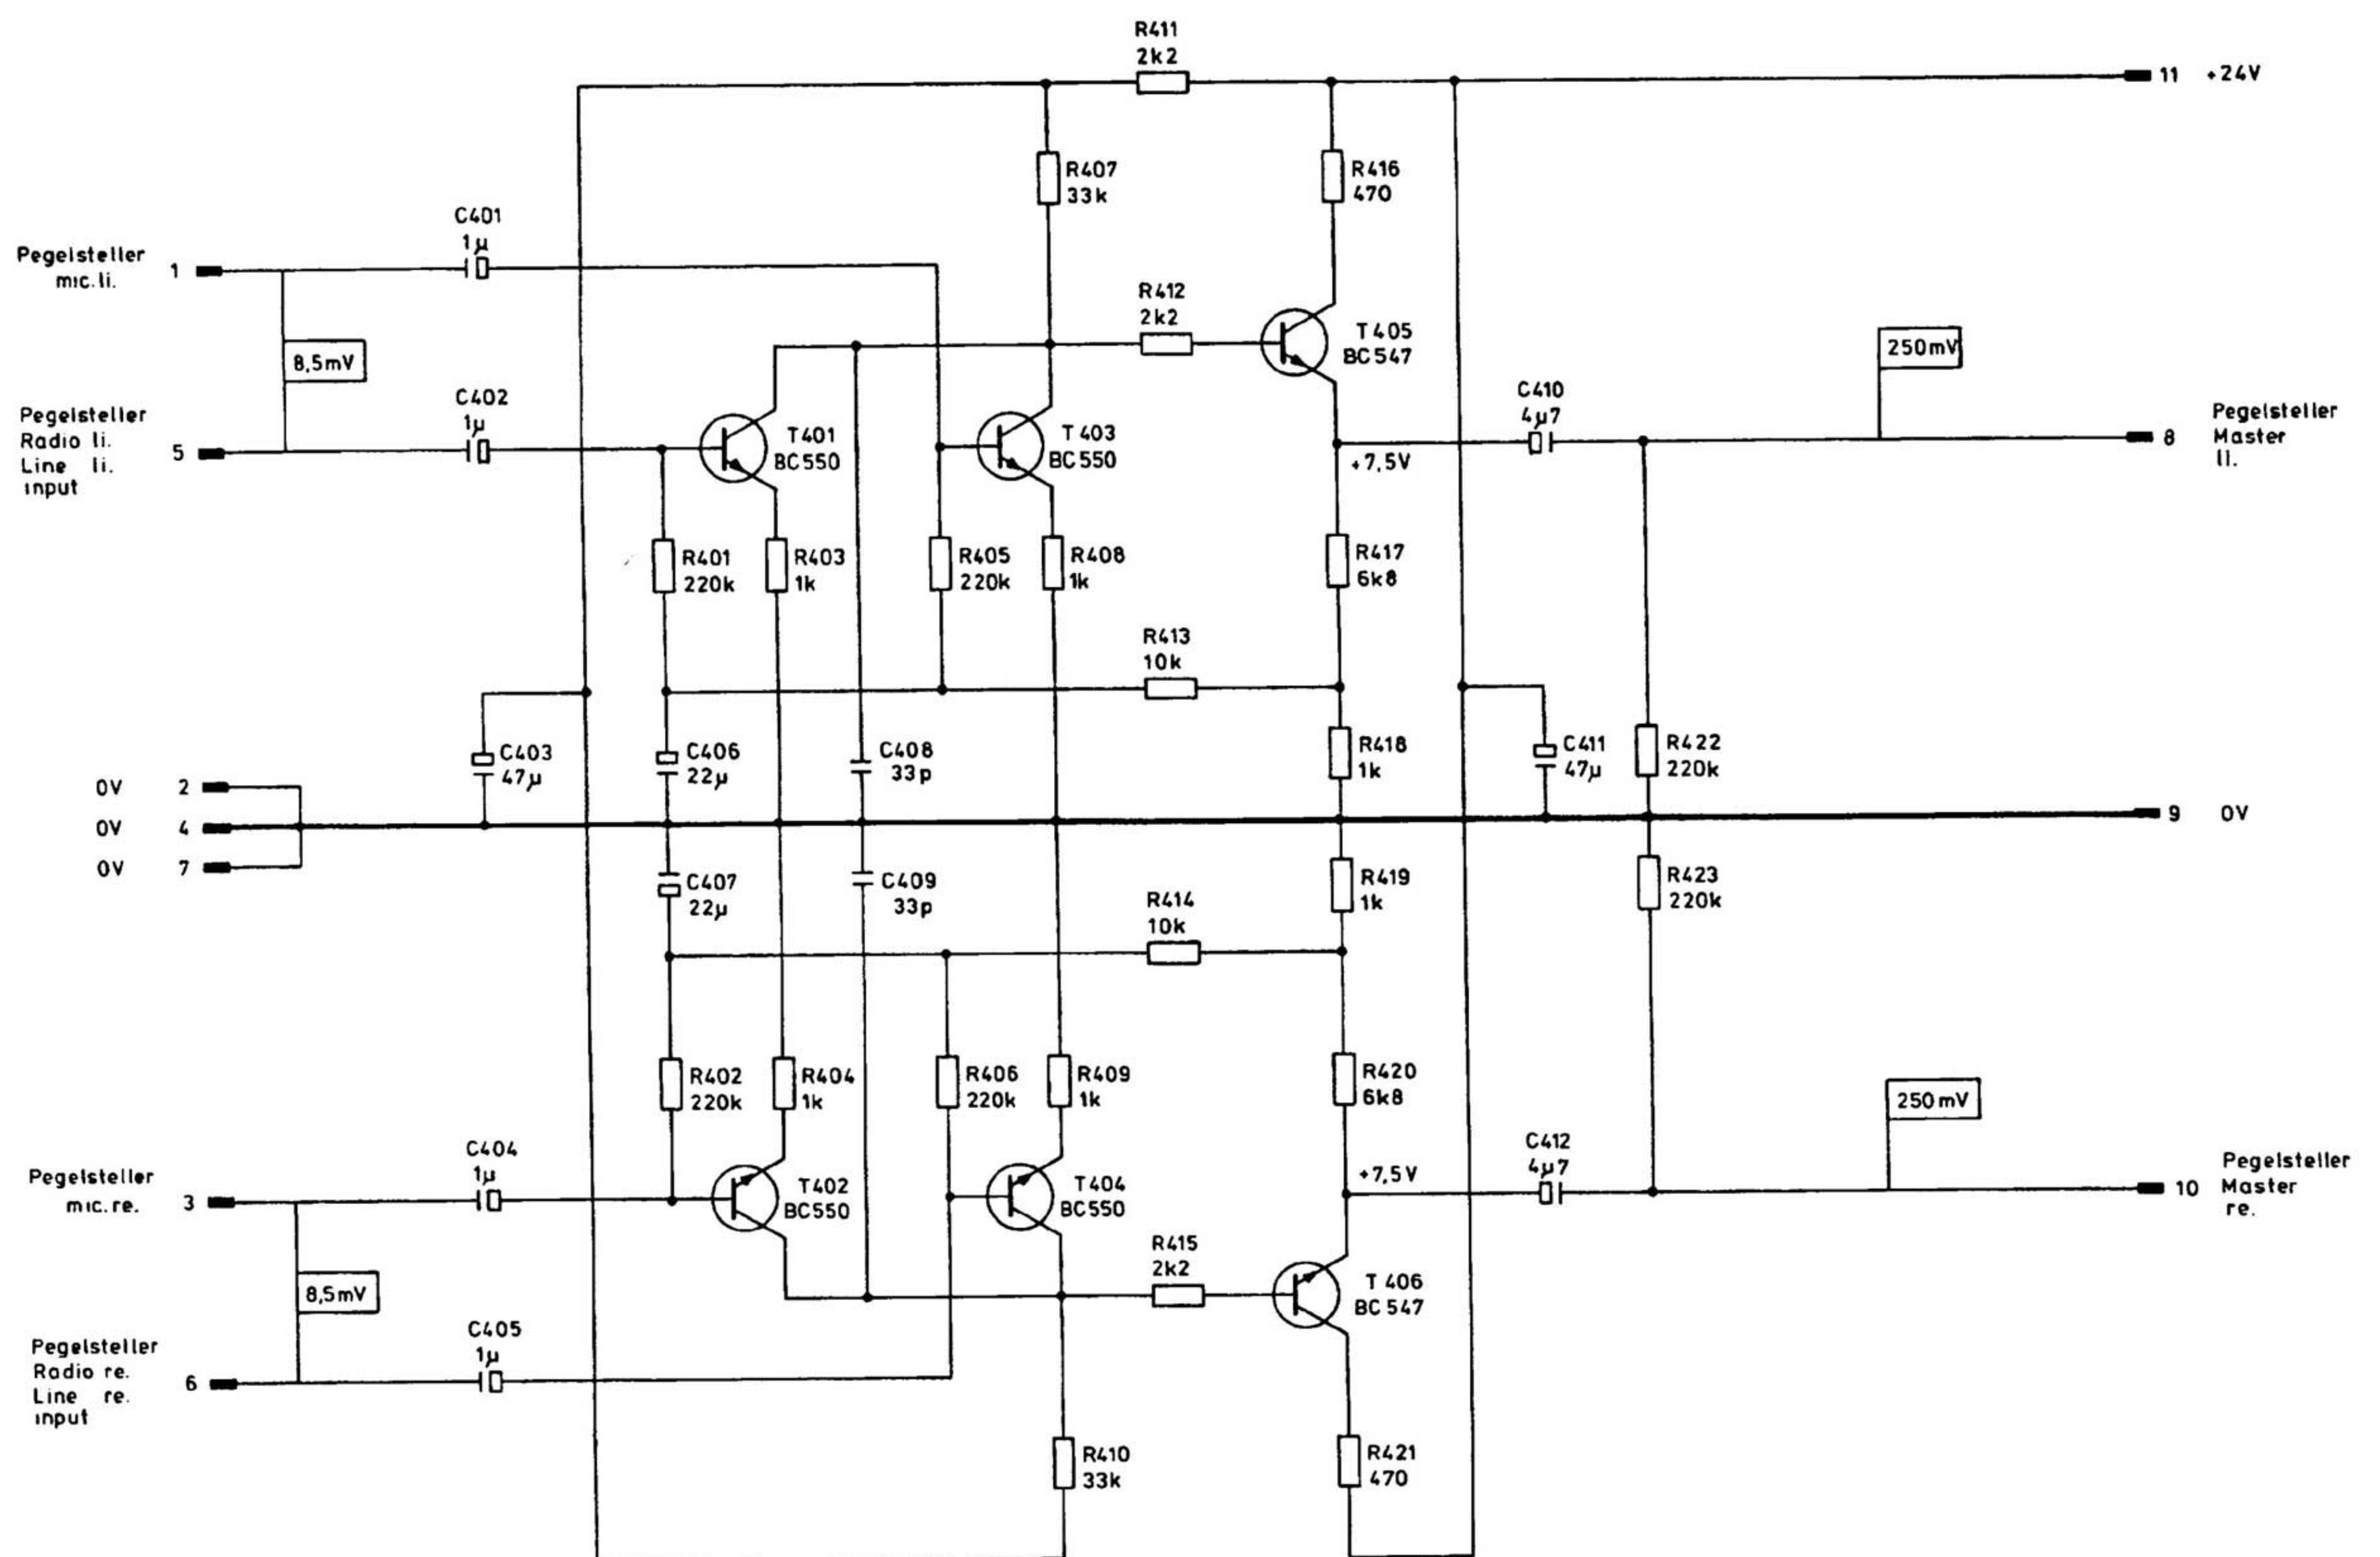 R411
2k2
11 +24V
R407
33k
R416
470
C401
1µ
Pegelsteller
mic.li.
1
R412
2k2
T405
BC547
8,5mV
250mV
C402
1µ
C410
4µ7
Pegelsteller
Radio li.
Line li.
input
5
T401
BC550
T403
BC550
+7,5V
8
Pegelsteller
Master
li.
R401
220k
R403
1k
R405
220k
R408
1k
R417
6k8
R413
10k
C403
47µ
C406
22µ
C408
33p
R418
1k
C411
47µ
R422
220k
0V 2
0V 4
0V 7
9 0V
C407
22µ
C409
33p
R414
10k
R419
1k
R423
220k
R402
220k
R404
1k
R406
220k
R409
1k
R420
6k8
250mV
C404
1µ
Pegelsteller
mic.re.
3
T402
BC550
T404
BC550
+7,5V
C412
4µ7
10
Pegelsteller
Master
re.
R415
2k2
T406
BC547
8,5mV
C405
1µ
Pegelsteller
Radio re.
Line re.
input
6
R410
33k
R421
470